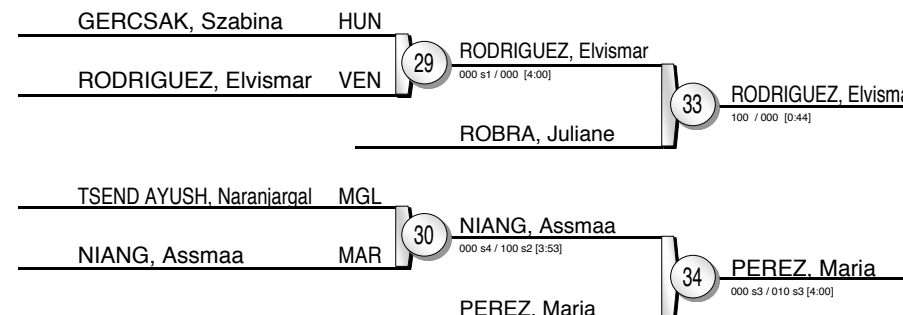 GERCSAK, Szabina HUN
29
RODRIGUEZ, Elvismar
000 s1 / 000 [4:00]
RODRIGUEZ, Elvismar VEN
33
RODRIGUEZ, Elvisma
100 / 000 [0:44]
ROBRA, Juliane
TSEND AYUSH, Naranjargal MGL
30
NIANG, Assmaa
000 s4 / 100 s2 [3:53]
NIANG, Assmaa MAR
34
PEREZ, Maria
000 s3 / 010 s3 [4:00]
PEREZ, Maria